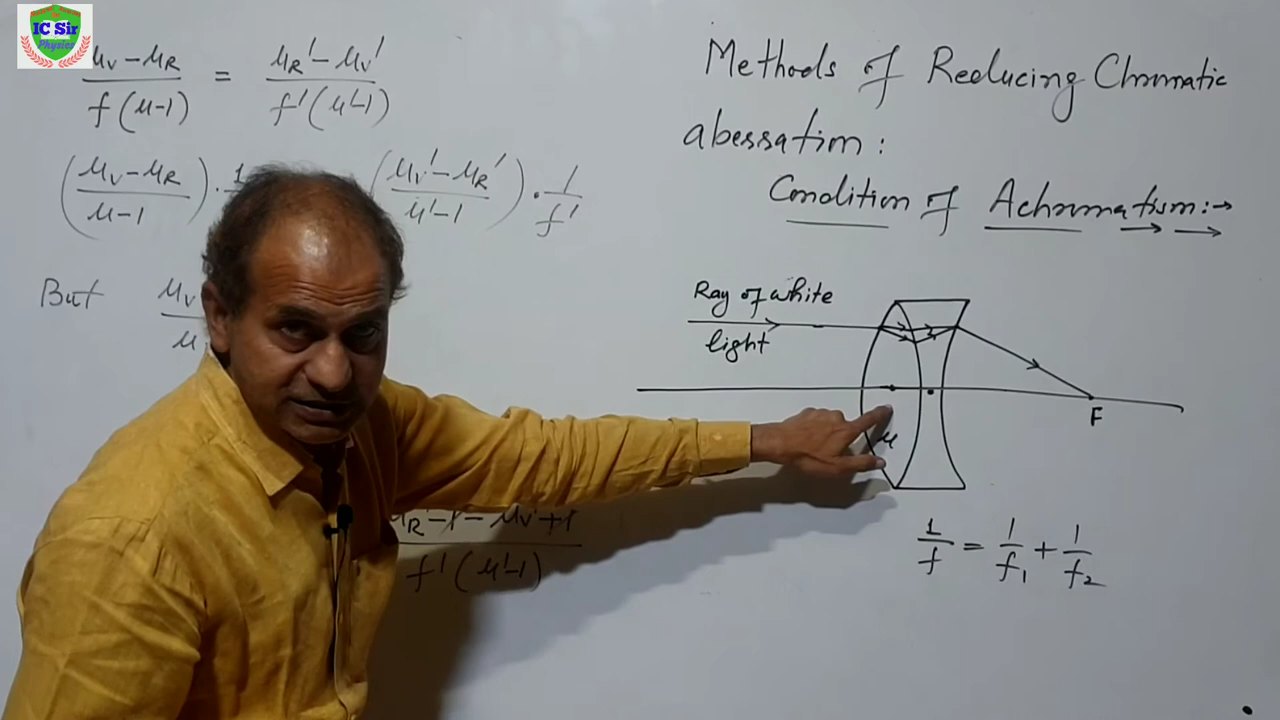 IC Sir
Physics
μV − μR / f (μ−1) = μR' − μV' / f' (μ'−1)
(μV − μR / μ−1) · 1 (μV' − μR' / μ'−1) · 1/f'
But μV
μ
μR'−1 − μV'+1 / f' (μ'−1)
Methods of Reducing Chromatic
abessation :
Condition of Achromatism :→
Ray of white
light
μ
F
1/f = 1/f1 + 1/f2